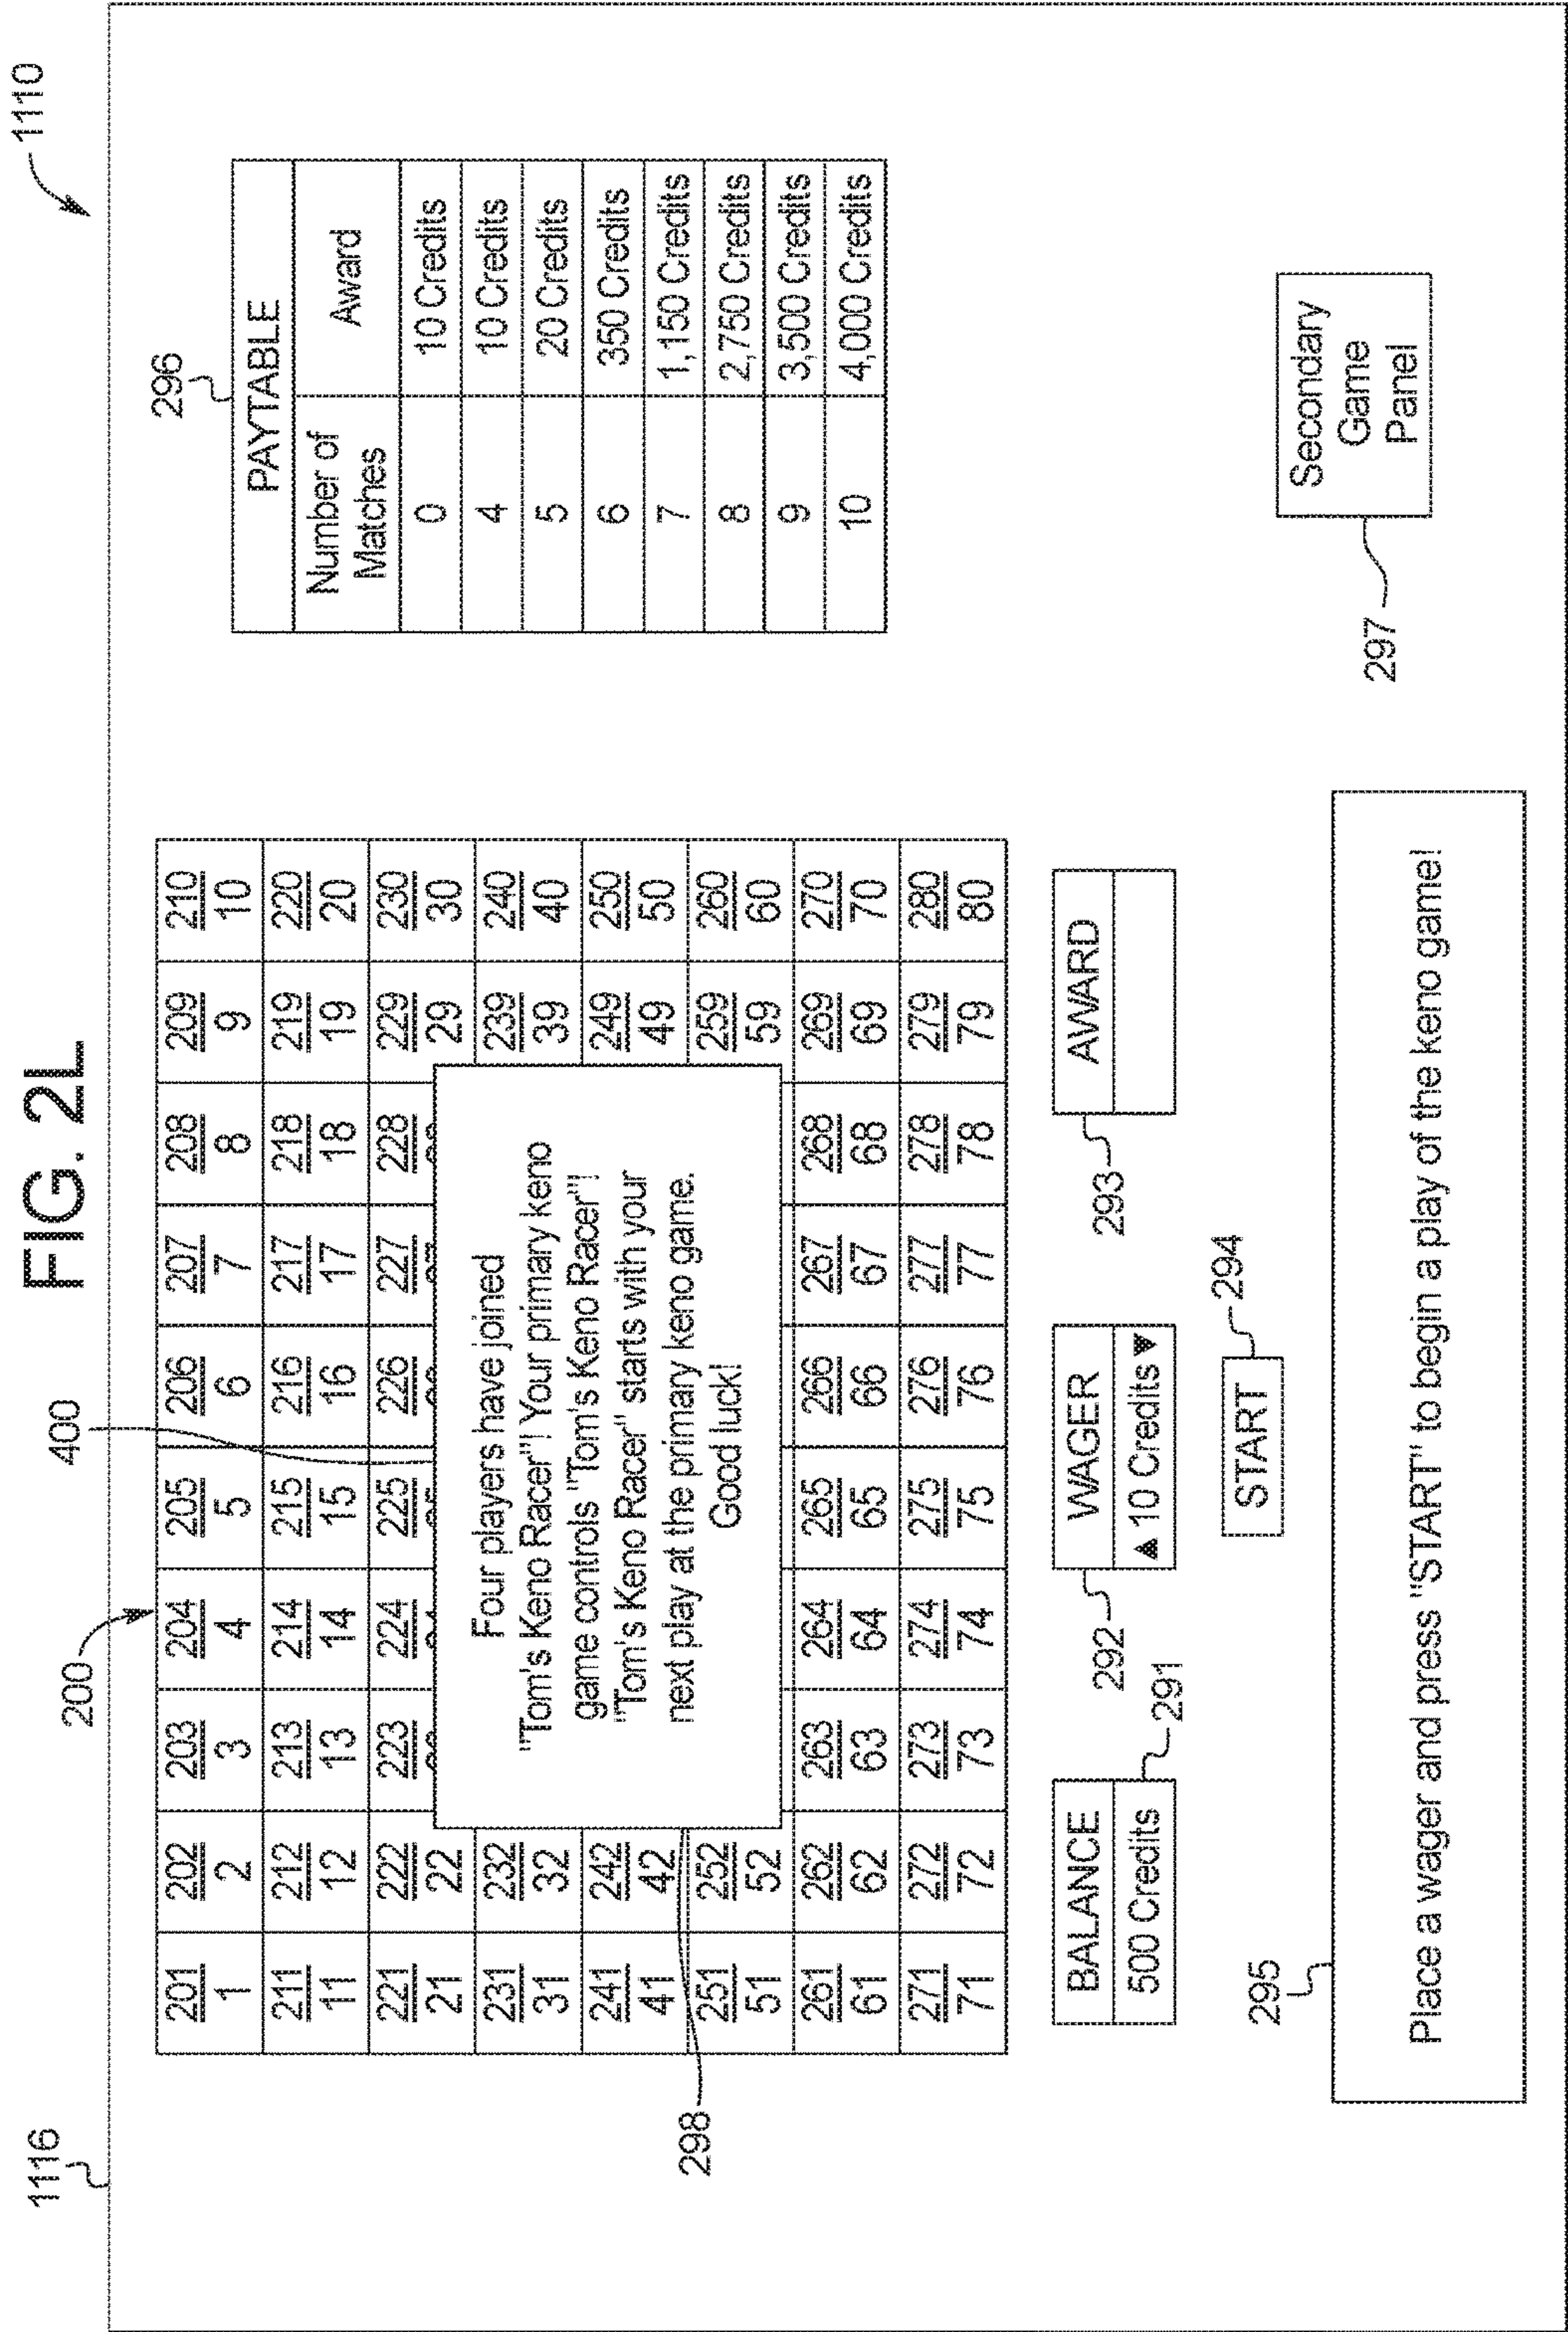 FIG. 2L
1116
1110
200
400
296
201 202 203 204 205 206 207 208 209 210
1 2 3 4 5 6 7 8 9 10
211 212 213 214 215 216 217 218 219 220
11 12 13 14 15 16 17 18 19 20
221 222 223 224 225 226 227 228 229 230
21 22 29 30
231 232 239 240
31 32 39 40
241 242 249 250
41 42 49 50
251 252 259 260
51 52 59 60
261 262 263 264 265 266 267 268 269 270
61 62 63 64 65 66 67 68 69 70
271 272 273 274 275 276 277 278 279 280
71 72 73 74 75 76 77 78 79 80
298
Four players have joined
"Tom's Keno Racer"! Your primary keno
game controls "Tom's Keno Racer"!
"Tom's Keno Racer" starts with your
next play at the primary keno game.
Good luck!
PAYTABLE
Number of Matches Award
0 10 Credits
4 10 Credits
5 20 Credits
6 350 Credits
7 1,150 Credits
8 2,750 Credits
9 3,500 Credits
10 4,000 Credits
BALANCE
500 Credits
291
292
WAGER
▲ 10 Credits ▼
293
AWARD
START
294
295
Place a wager and press "START" to begin a play of the keno game!
297
Secondary
Game
Panel